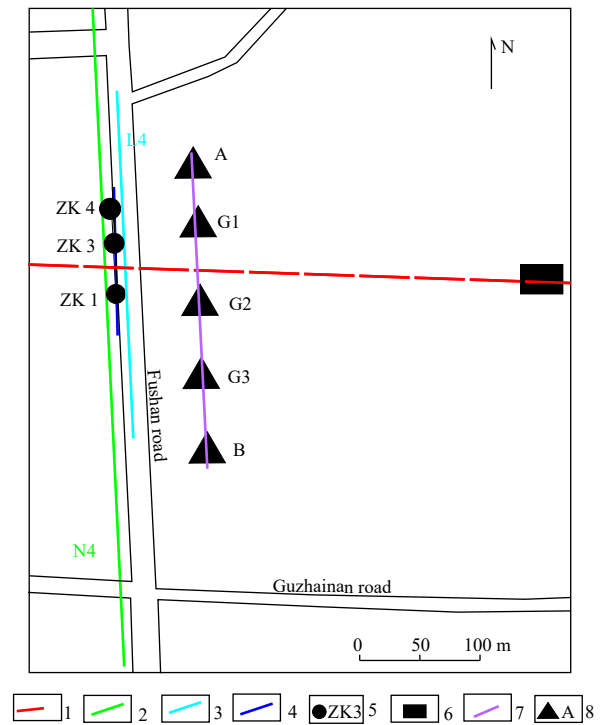 N
L4
A
ZK 4
G1
ZK 3
ZK 1
G2
G3
Fushan road
B
N4
Guzhainan road
0 50 100 m
1 2 3 4 ZK3 5 6 7 A 8